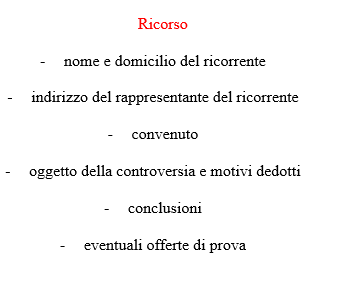 Ricorso
- nome e domicilio del ricorrente
- indirizzo del rappresentante del ricorrente
- convenuto
- oggetto della controversia e motivi dedotti
- conclusioni
- eventuali offerte di prova